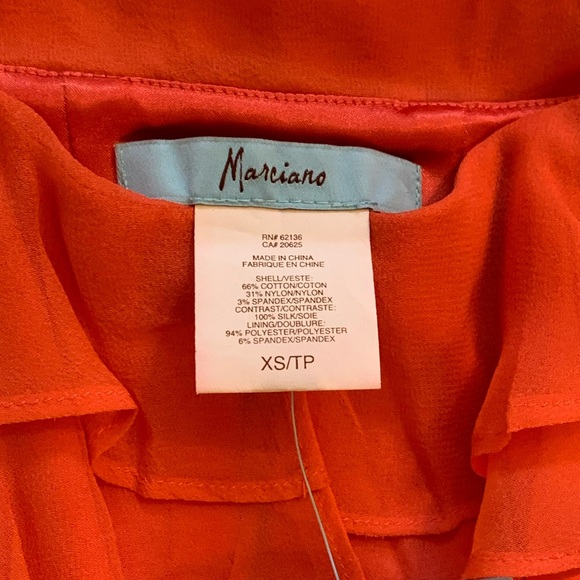 Marciano
RN# 62136
CA# 20625
MADE IN CHINA
FABRIQUE EN CHINE
SHELL/VESTE:
66% COTTON/COTON
31% NYLON/NYLON
3% SPANDEX/SPANDEX
CONTRAST/CONTRASTE:
100% SILK/SOIE
LINING/DOUBLURE:
94% POLYESTER/POLYESTER
6% SPANDEX/SPANDEX
XS/TP